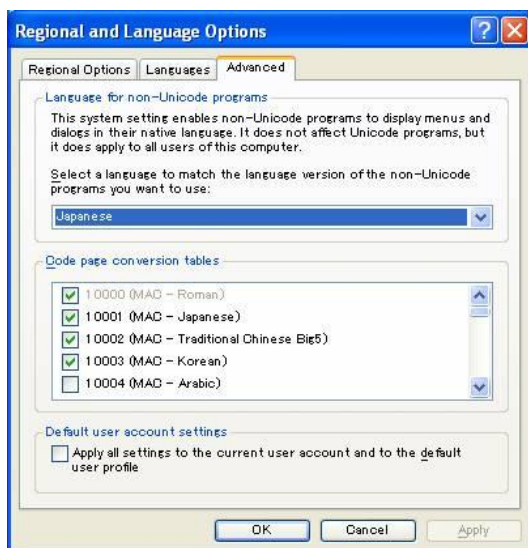 Regional and Language Options
Regional Options Languages Advanced
Language for non-Unicode programs
This system setting enables non-Unicode programs to display menus and
dialogs in their native language. It does not affect Unicode programs, but
it does apply to all users of this computer.
Select a language to match the language version of the non-Unicode
programs you want to use:
Japanese
Code page conversion tables
10000 (MAC - Roman)
10001 (MAC - Japanese)
10002 (MAC - Traditional Chinese Big5)
10003 (MAC - Korean)
10004 (MAC - Arabic)
Default user account settings
Apply all settings to the current user account and to the default
user profile
OK Cancel Apply